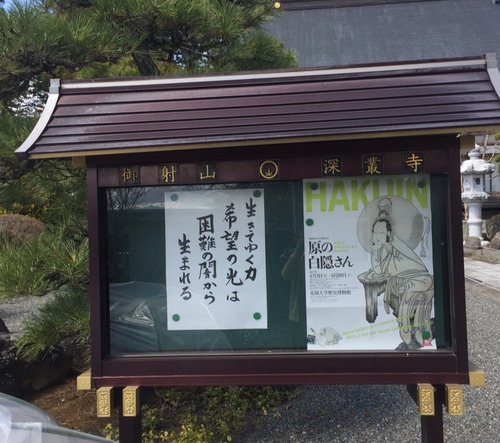 御射山 深叢寺
生きてゆく力
希望の光は
困難の闇から
生まれる
HAKUIN
原の
白隠さん